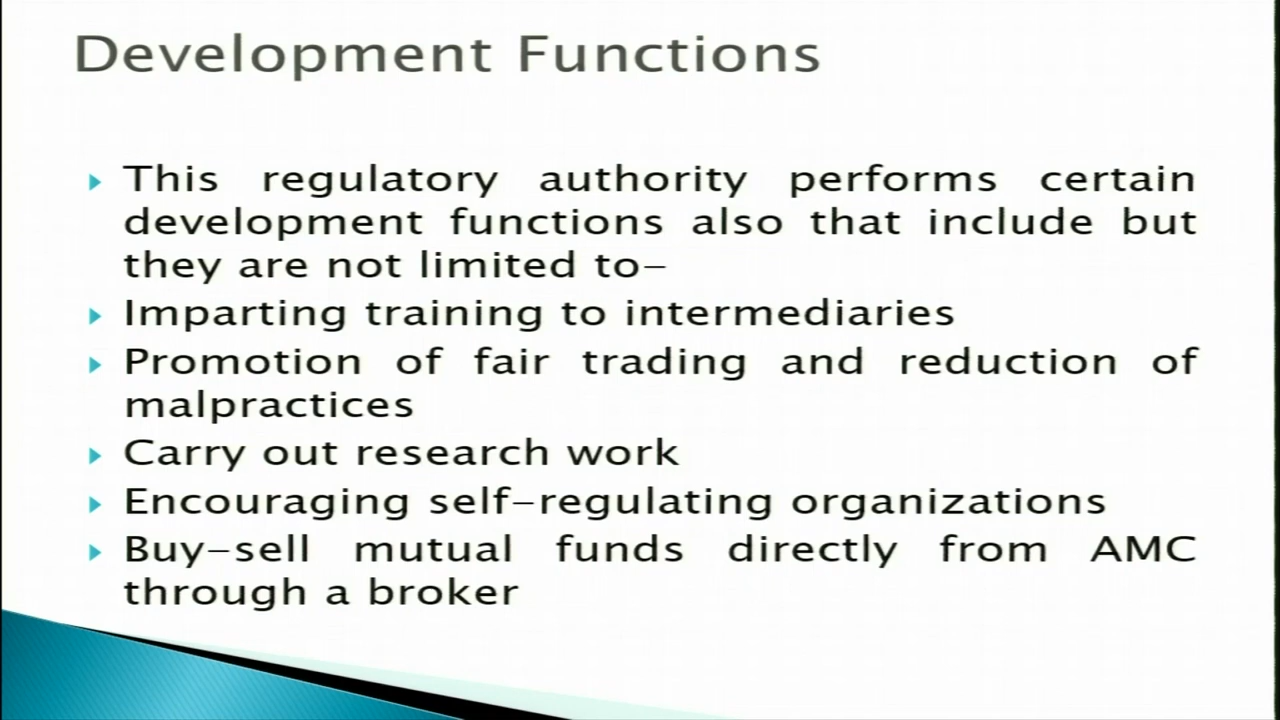 Development Functions
This regulatory authority performs certain
development functions also that include but
they are not limited to-
Imparting training to intermediaries
Promotion of fair trading and reduction of
malpractices
Carry out research work
Encouraging self-regulating organizations
Buy-sell mutual funds directly from AMC
through a broker